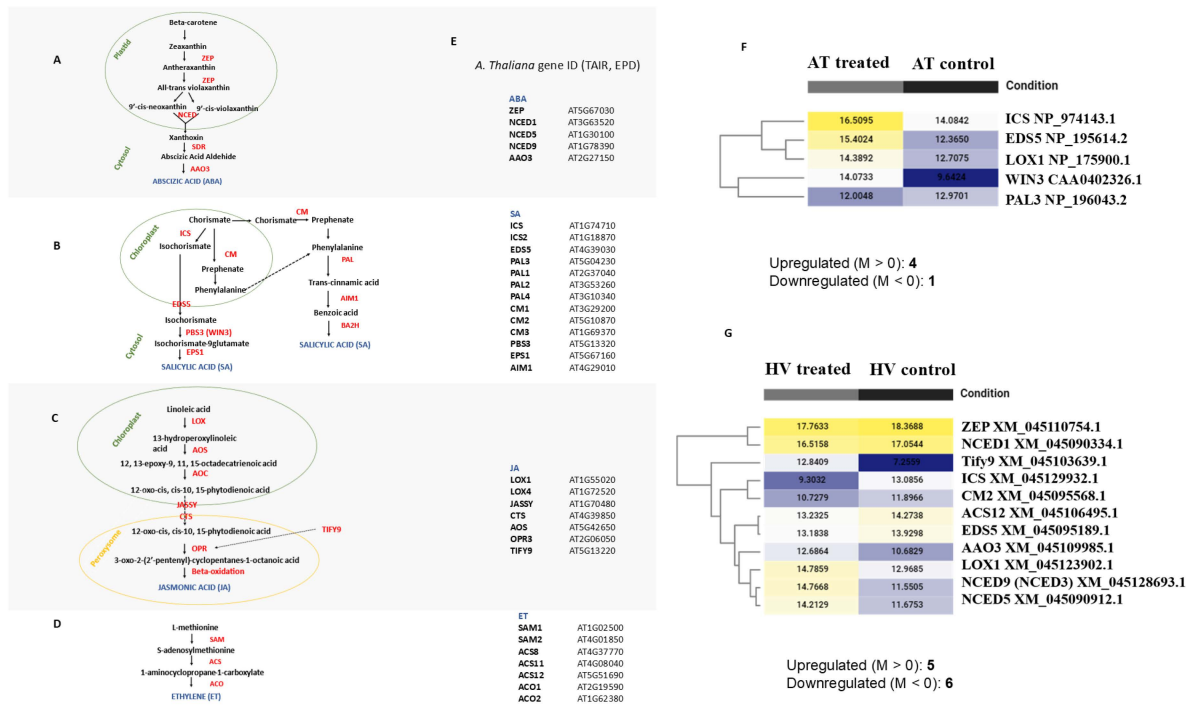 A
Beta-carotene
Plastid
Zeaxanthin
ZEP
Antheraxanthin
ZEP
All-trans violaxanthin
9'-cis-neoxanthin
9'-cis-violaxanthin
NCED
Xanthoxin
Cytosol
SDR
Abscizic Acid Aldehyde
AAO3
ABSCIZIC ACID (ABA)
B
Chloroplast
Chorismate
Chorismate
CM
Prephenate
ICS
Isochorismate
CM
Prephenate
Phenylalanine
Phenylalanine
PAL
Trans-cinnamic acid
AIM1
Benzoic acid
BA2H
SALICYLIC ACID (SA)
EDS5
Isochorismate
Cytosol
PBS3 (WIN3)
Isochorismate-9glutamate
EPS1
SALICYLIC ACID (SA)
C
Chloroplast
Linoleic acid
LOX
13-hydroperoxylinoleic
acid
AOS
12, 13-epoxy-9, 11, 15-octadecatrienoic acid
AOC
12-oxo-cis, cis-10, 15-phytodienoic acid
JASSY
CTS
Peroxysome
12-oxo-cis, cis-10, 15-phytodienoic acid
TIFY9
OPR
3-oxo-2-(2'-pentenyl)-cyclopentanes-1-octanoic acid
Beta-oxidation
JASMONIC ACID (JA)
D
L-methionine
SAM
S-adenosylmethionine
ACS
1-aminocyclopropane-1-carboxylate
ACO
ETHYLENE (ET)
E
A. Thaliana gene ID (TAIR, EPD)
ABA
ZEP AT5G67030
NCED1 AT3G63520
NCED5 AT1G30100
NCED9 AT1G78390
AAO3 AT2G27150
SA
ICS AT1G74710
ICS2 AT1G18870
EDS5 AT4G39030
PAL3 AT5G04230
PAL1 AT2G37040
PAL2 AT3G53260
PAL4 AT3G10340
CM1 AT3G29200
CM2 AT5G10870
CM3 AT1G69370
PBS3 AT5G13320
EPS1 AT5G67160
AIM1 AT4G29010
JA
LOX1 AT1G55020
LOX4 AT1G72520
JASSY AT1G70480
CTS AT4G39850
AOS AT5G42650
OPR3 AT2G06050
TIFY9 AT5G13220
ET
SAM1 AT1G02500
SAM2 AT4G01850
ACS8 AT4G37770
ACS11 AT4G08040
ACS12 AT5G51690
ACO1 AT2G19590
ACO2 AT1G62380
F
AT treated AT control
Condition
16.5095 14.0842 ICS NP_974143.1
15.4024 12.3650 EDS5 NP_195614.2
14.3892 12.7075 LOX1 NP_175900.1
14.0733 9.6424 WIN3 CAA0402326.1
12.0048 12.9701 PAL3 NP_196043.2
Upregulated (M > 0): 4
Downregulated (M < 0): 1
G
HV treated HV control
Condition
17.7633 18.3688 ZEP XM_045110754.1
16.5158 17.0544 NCED1 XM_045090334.1
12.8409 7.2559 Tify9 XM_045103639.1
9.3032 13.0856 ICS XM_045129932.1
10.7279 11.8966 CM2 XM_045095568.1
13.2325 14.2738 ACS12 XM_045106495.1
13.1838 13.9298 EDS5 XM_045095189.1
12.6864 10.6829 AAO3 XM_045109985.1
14.7859 12.9685 LOX1 XM_045123902.1
14.7668 11.5505 NCED9 (NCED3) XM_045128693.1
14.2129 11.6753 NCED5 XM_045090912.1
Upregulated (M > 0): 5
Downregulated (M < 0): 6